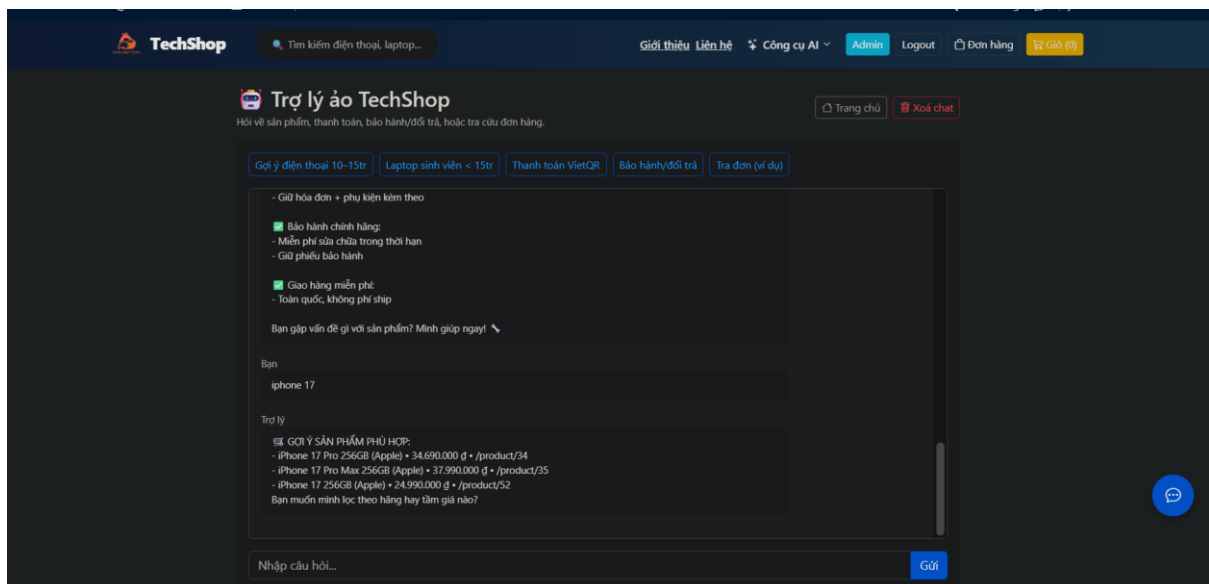 TechShop
Tìm kiếm điện thoại, laptop...
Giới thiệu Liên hệ Công cụ AI Admin Logout Đơn hàng Giỏ (0)
Trợ lý ảo TechShop
Hỏi về sản phẩm, thanh toán, bảo hành/đổi trả, hoặc tra cứu đơn hàng.
Trang chủ Xoá chat
Gợi ý điện thoại 10–15tr Laptop sinh viên < 15tr Thanh toán VietQR Bảo hành/đổi trả Tra đơn (ví dụ)
- Giữ hóa đơn + phụ kiện kèm theo
✅ Bảo hành chính hãng:
- Miễn phí sửa chữa trong thời hạn
- Giữ phiếu bảo hành
✅ Giao hàng miễn phí:
- Toàn quốc, không phí ship
Bạn gặp vấn đề gì với sản phẩm? Mình giúp ngay! 🔧
Bạn
iphone 17
Trợ lý
🛒 GỢI Ý SẢN PHẨM PHÙ HỢP:
- iPhone 17 Pro 256GB (Apple) • 34.690.000 ₫ • /product/34
- iPhone 17 Pro Max 256GB (Apple) • 37.990.000 ₫ • /product/35
- iPhone 17 256GB (Apple) • 24.990.000 ₫ • /product/52
Bạn muốn mình lọc theo hãng hay tầm giá nào?
Nhập câu hỏi...
Gửi